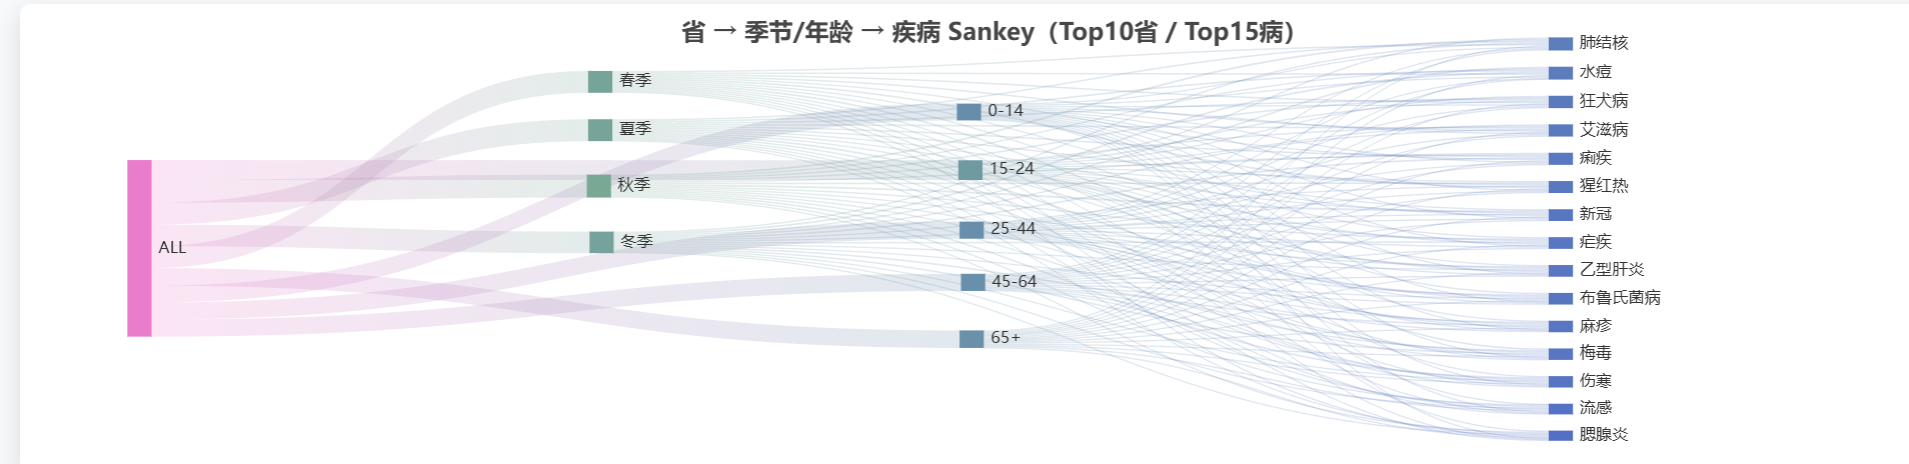 省 → 季节/年龄 → 疾病 Sankey（Top10省 / Top15病）
ALL
春季
夏季
秋季
冬季
0-14
15-24
25-44
45-64
65+
肺结核
水痘
狂犬病
艾滋病
痢疾
猩红热
新冠
疟疾
乙型肝炎
布鲁氏菌病
麻疹
梅毒
伤寒
流感
腮腺炎